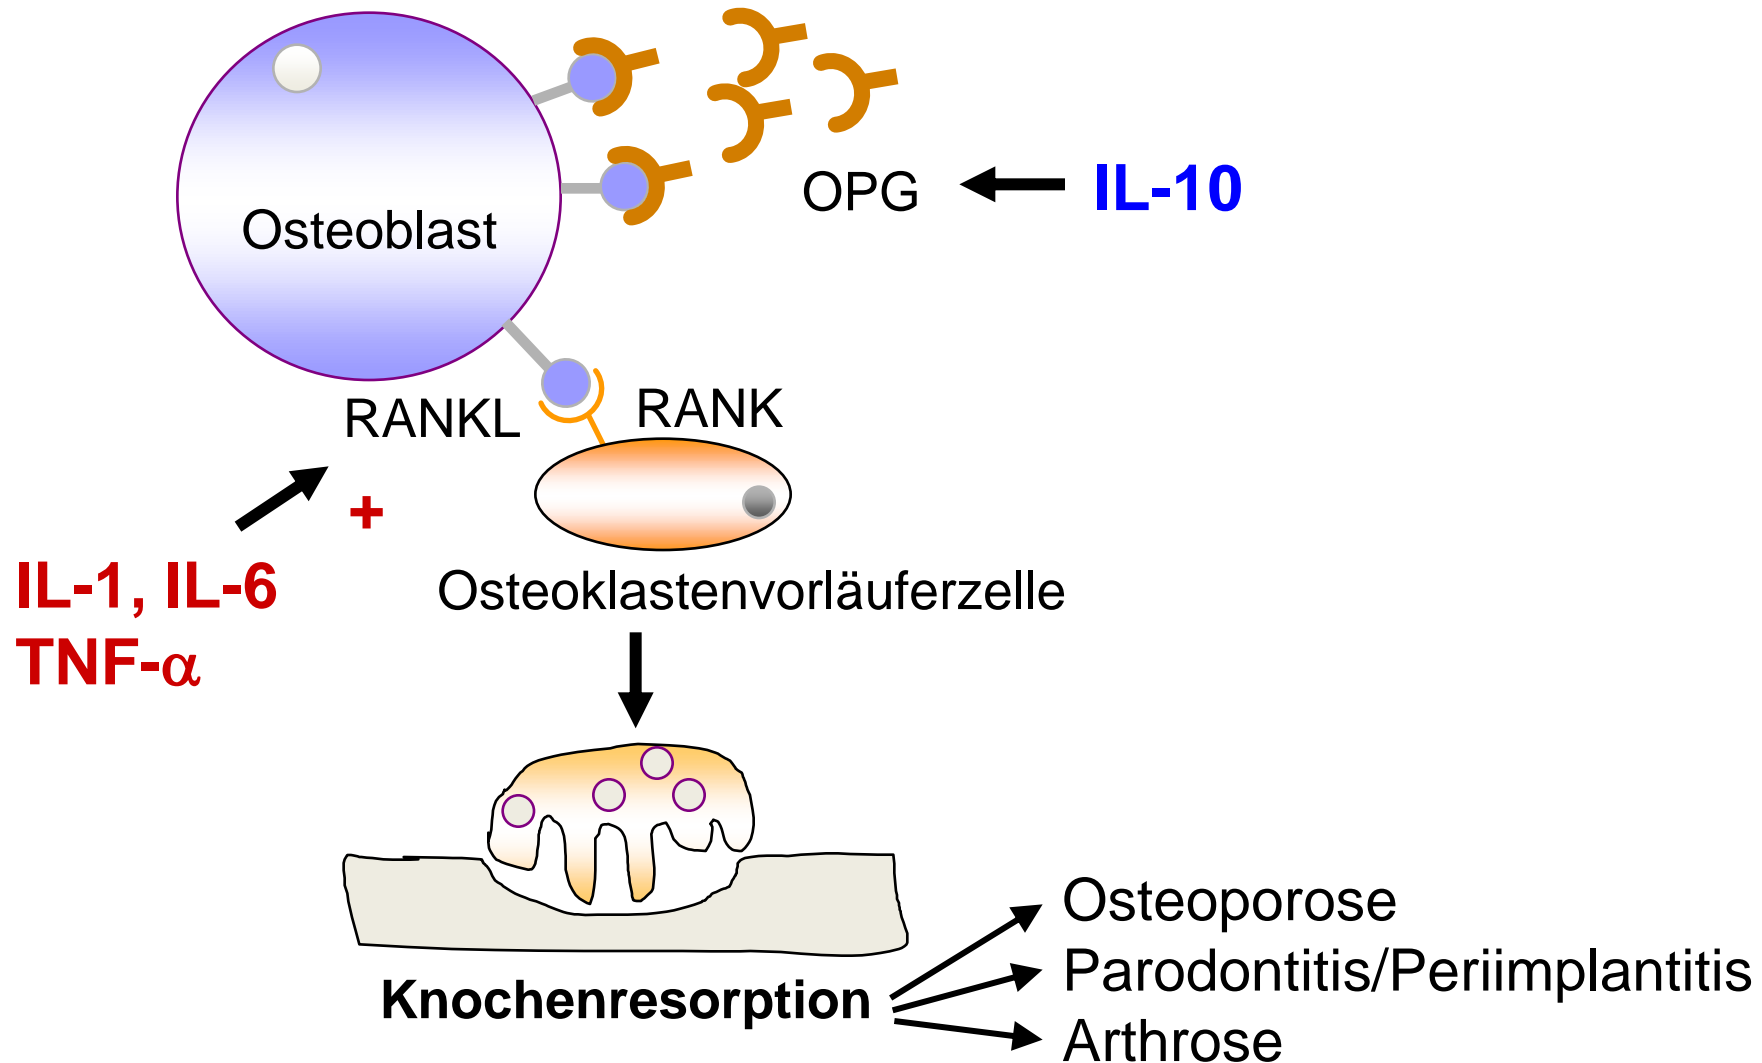 OPG
IL-10
Osteoblast
RANKL
RANK
+
IL-1, IL-6
TNF-α
Osteoklastenvorläuferzelle
Knochenresorption
Osteoporose
Parodontitis/Periimplantitis
Arthrose